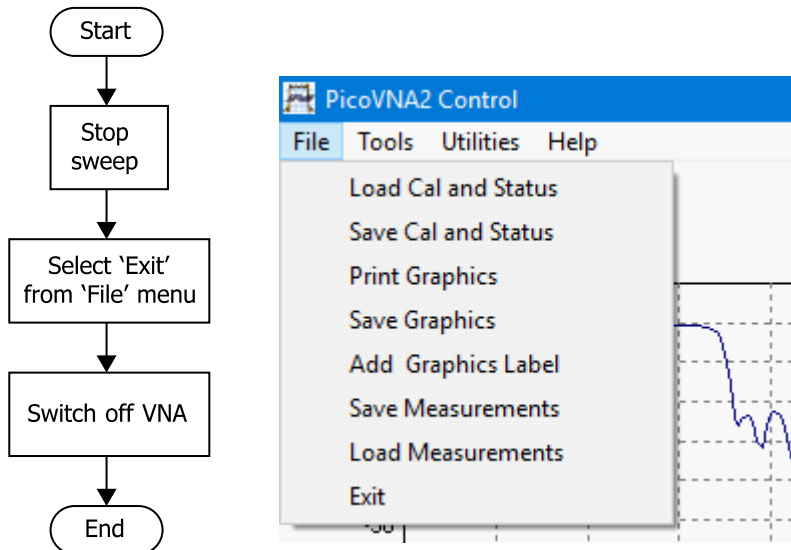 Start
Stop
sweep
Select ‘Exit’
from ‘File’ menu
Switch off VNA
End
PicoVNA2 Control
File Tools Utilities Help
Load Cal and Status
Save Cal and Status
Print Graphics
Save Graphics
Add Graphics Label
Save Measurements
Load Measurements
Exit